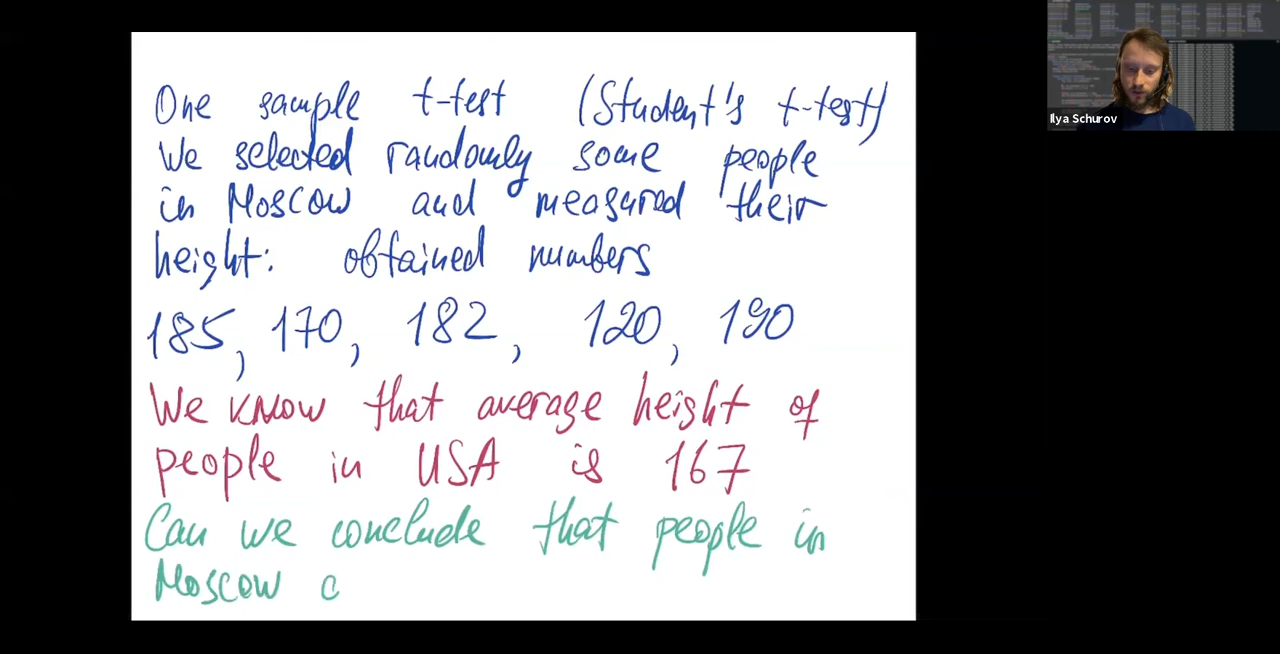 One sample t-test (Student's t-test)
We selected randomly some people
in Moscow and measured their
height: obtained numbers
185, 170, 182, 120, 190
We know that average height of
people in USA is 167
Can we conclude that people in
Moscow a
Ilya Schurov